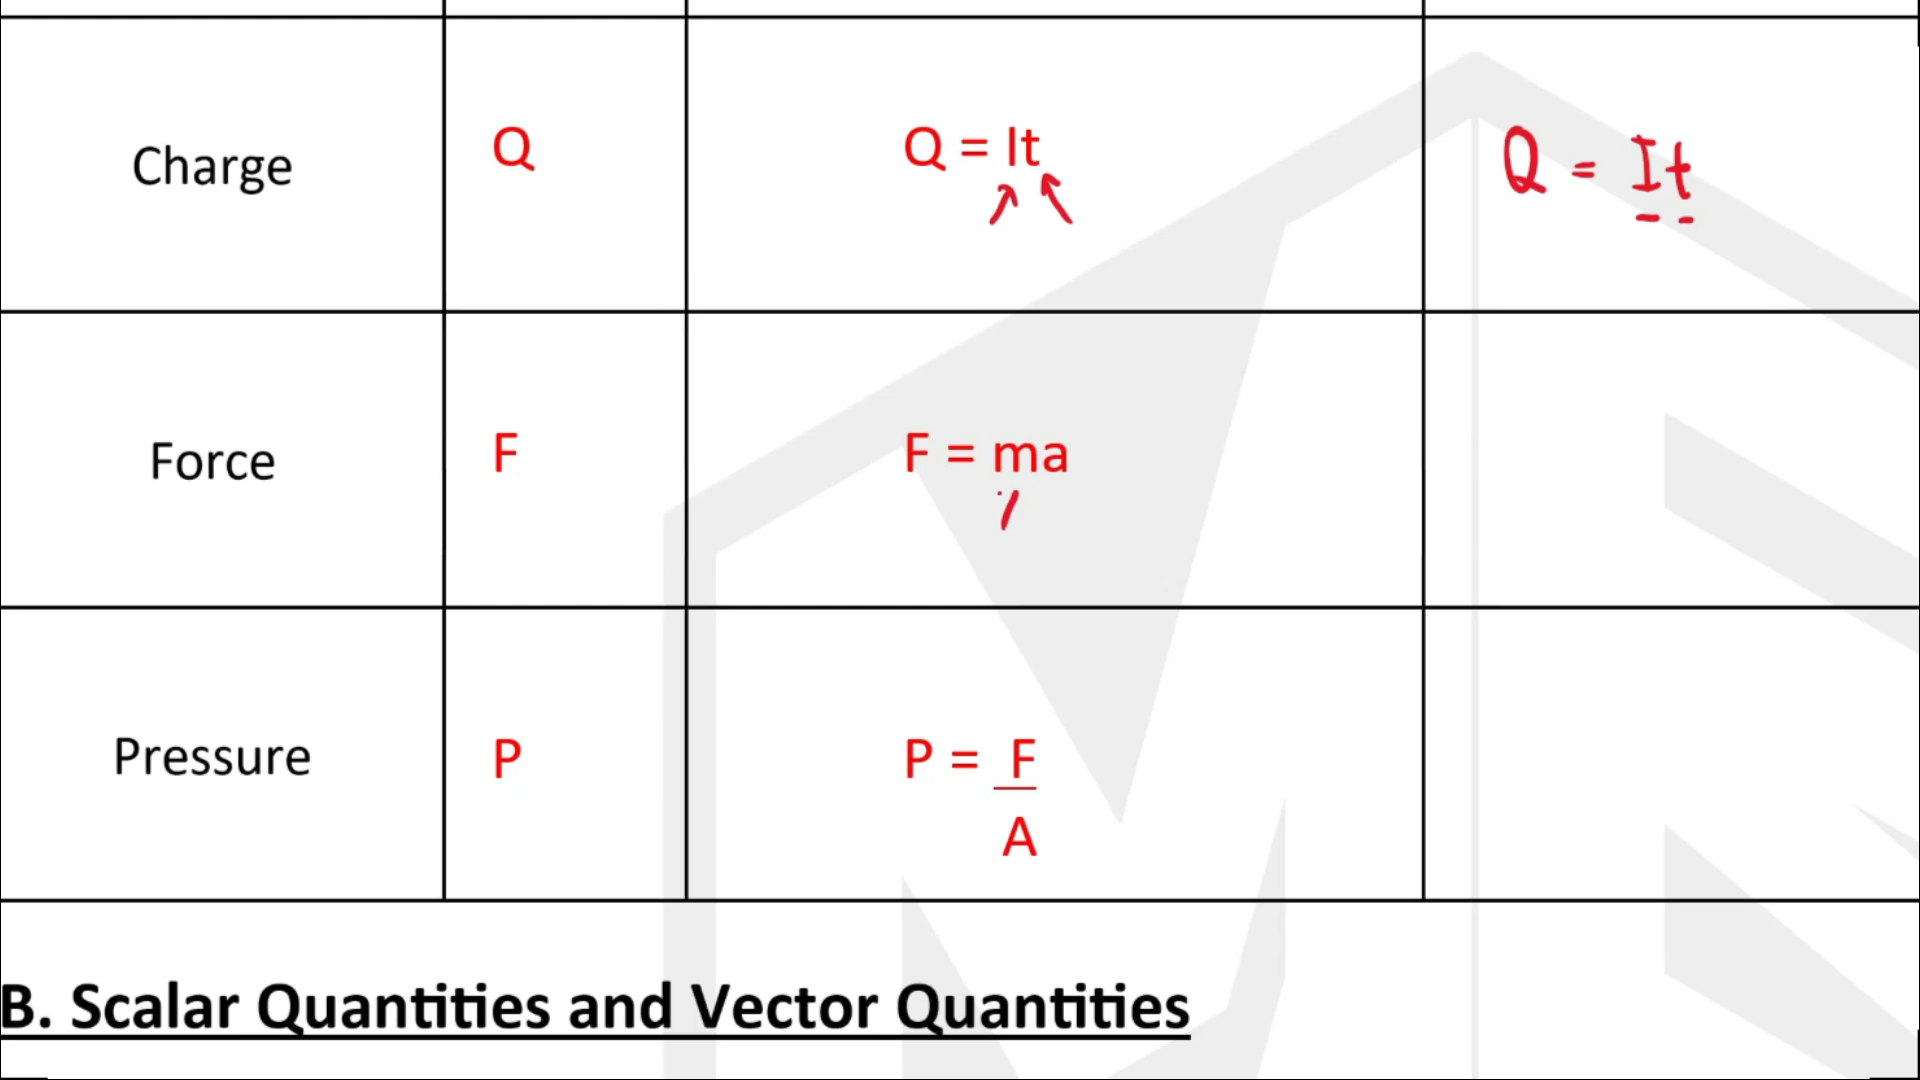 Charge Q Q = It Q = It
Force F F = ma
Pressure P P = F
A
B. Scalar Quantities and Vector Quantities